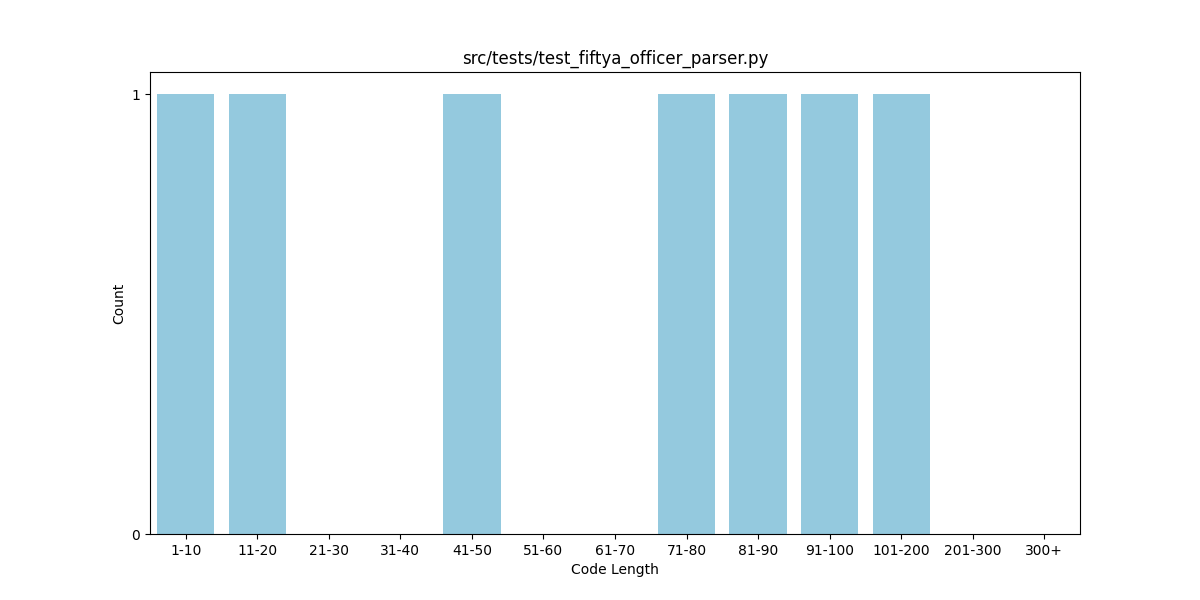 src/tests/test_fiftya_officer_parser.py
1
Count
0
1-10 11-20 21-30 31-40 41-50 51-60 61-70 71-80 81-90 91-100 101-200 201-300 300+
Code Length